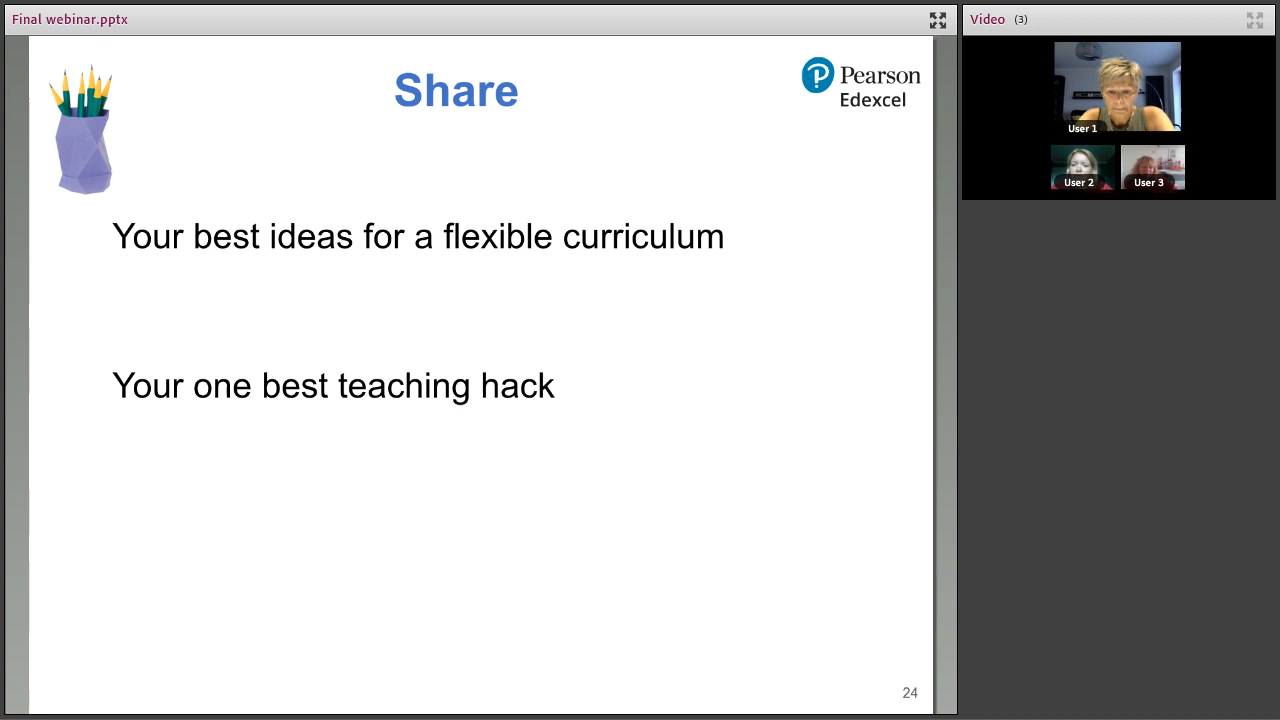 Final webinar.pptx
Video (3)
Share
Pearson
Edexcel
User 1
User 2
User 3
Your best ideas for a flexible curriculum
Your one best teaching hack
24